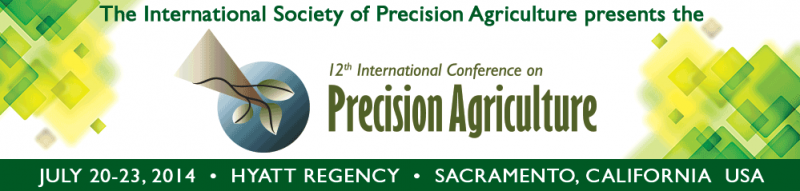 The International Society of Precision Agriculture presents the
12th International Conference on
Precision Agriculture
JULY 20-23, 2014 • HYATT REGENCY • SACRAMENTO, CALIFORNIA USA